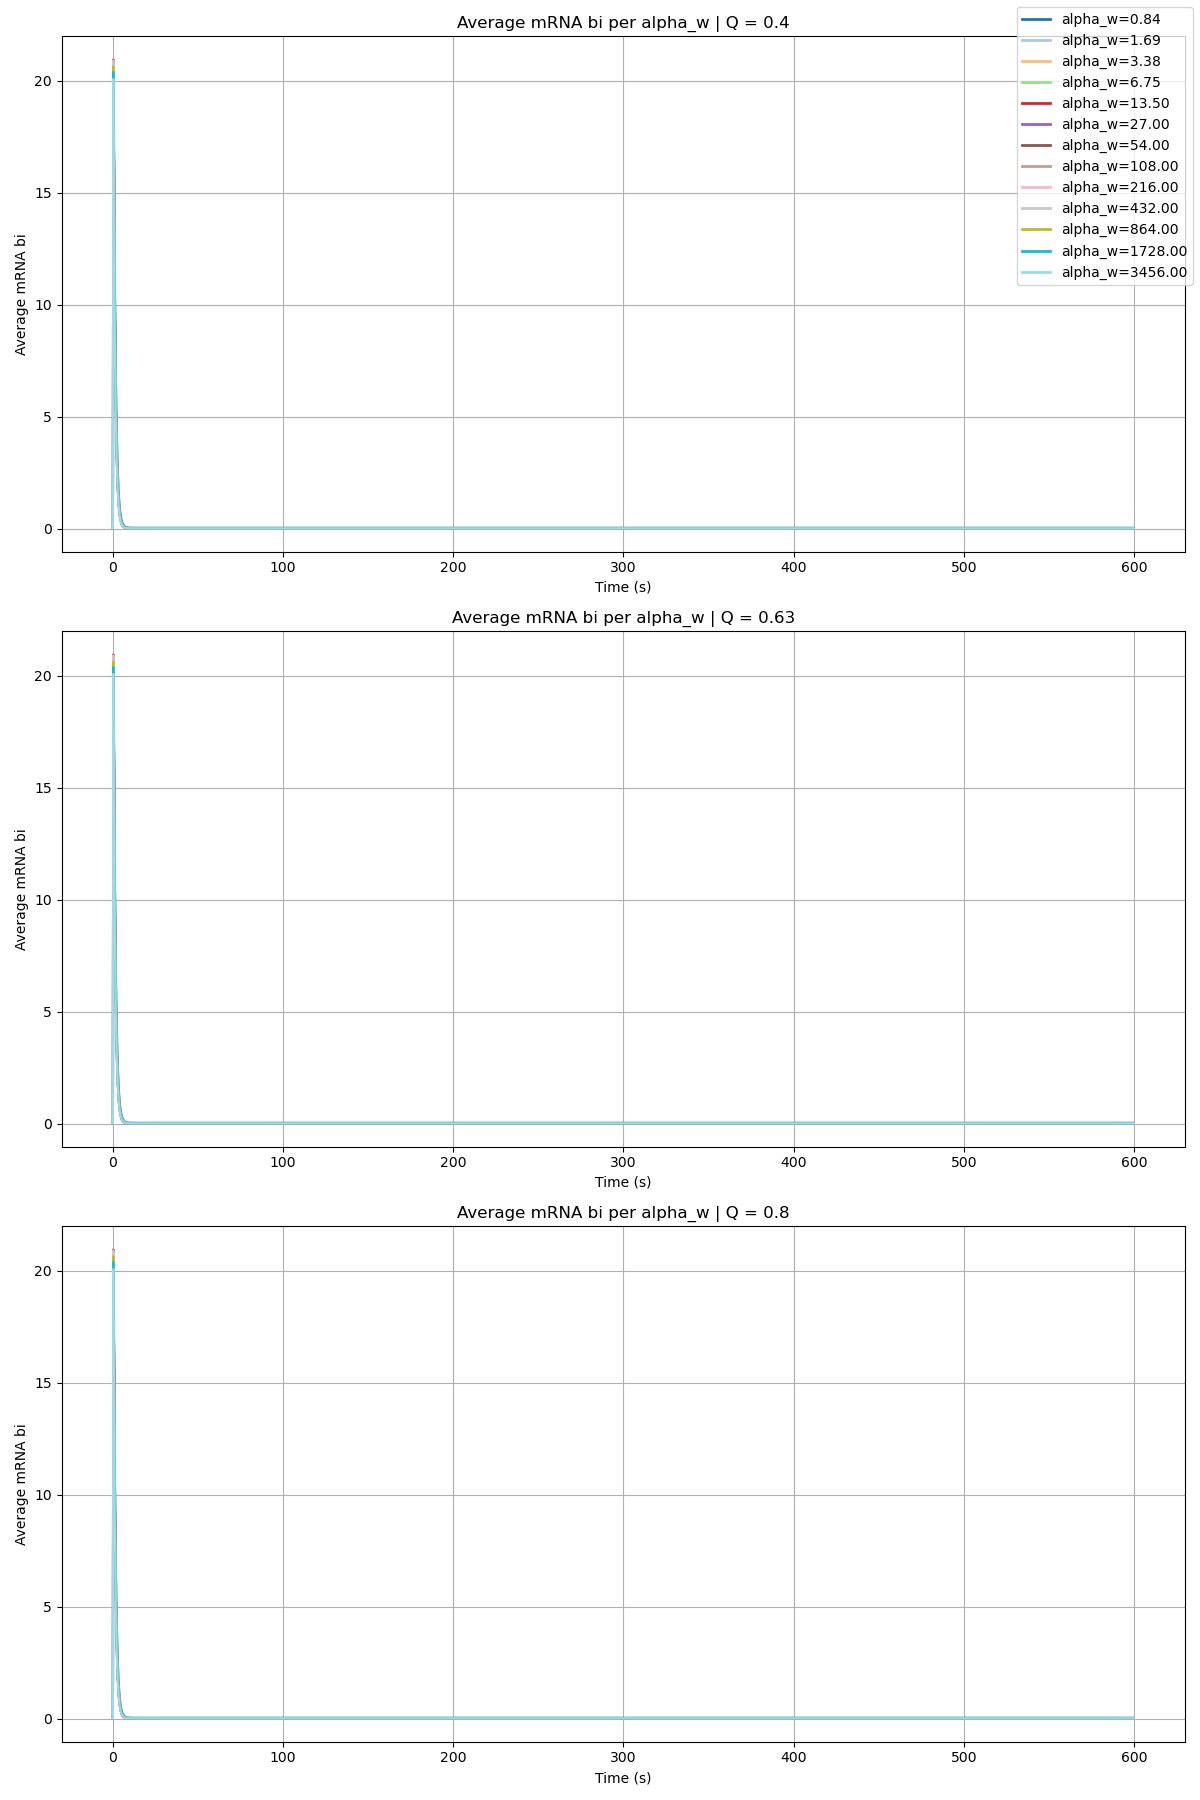 Average mRNA bi per alpha_w | Q = 0.4
alpha_w=0.84
alpha_w=1.69
alpha_w=3.38
alpha_w=6.75
alpha_w=13.50
alpha_w=27.00
alpha_w=54.00
alpha_w=108.00
alpha_w=216.00
alpha_w=432.00
alpha_w=864.00
alpha_w=1728.00
alpha_w=3456.00
Average mRNA bi
20
15
10
5
0
0 100 200 300 400 500 600
Time (s)
Average mRNA bi per alpha_w | Q = 0.63
Average mRNA bi
20
15
10
5
0
0 100 200 300 400 500 600
Time (s)
Average mRNA bi per alpha_w | Q = 0.8
Average mRNA bi
20
15
10
5
0
0 100 200 300 400 500 600
Time (s)